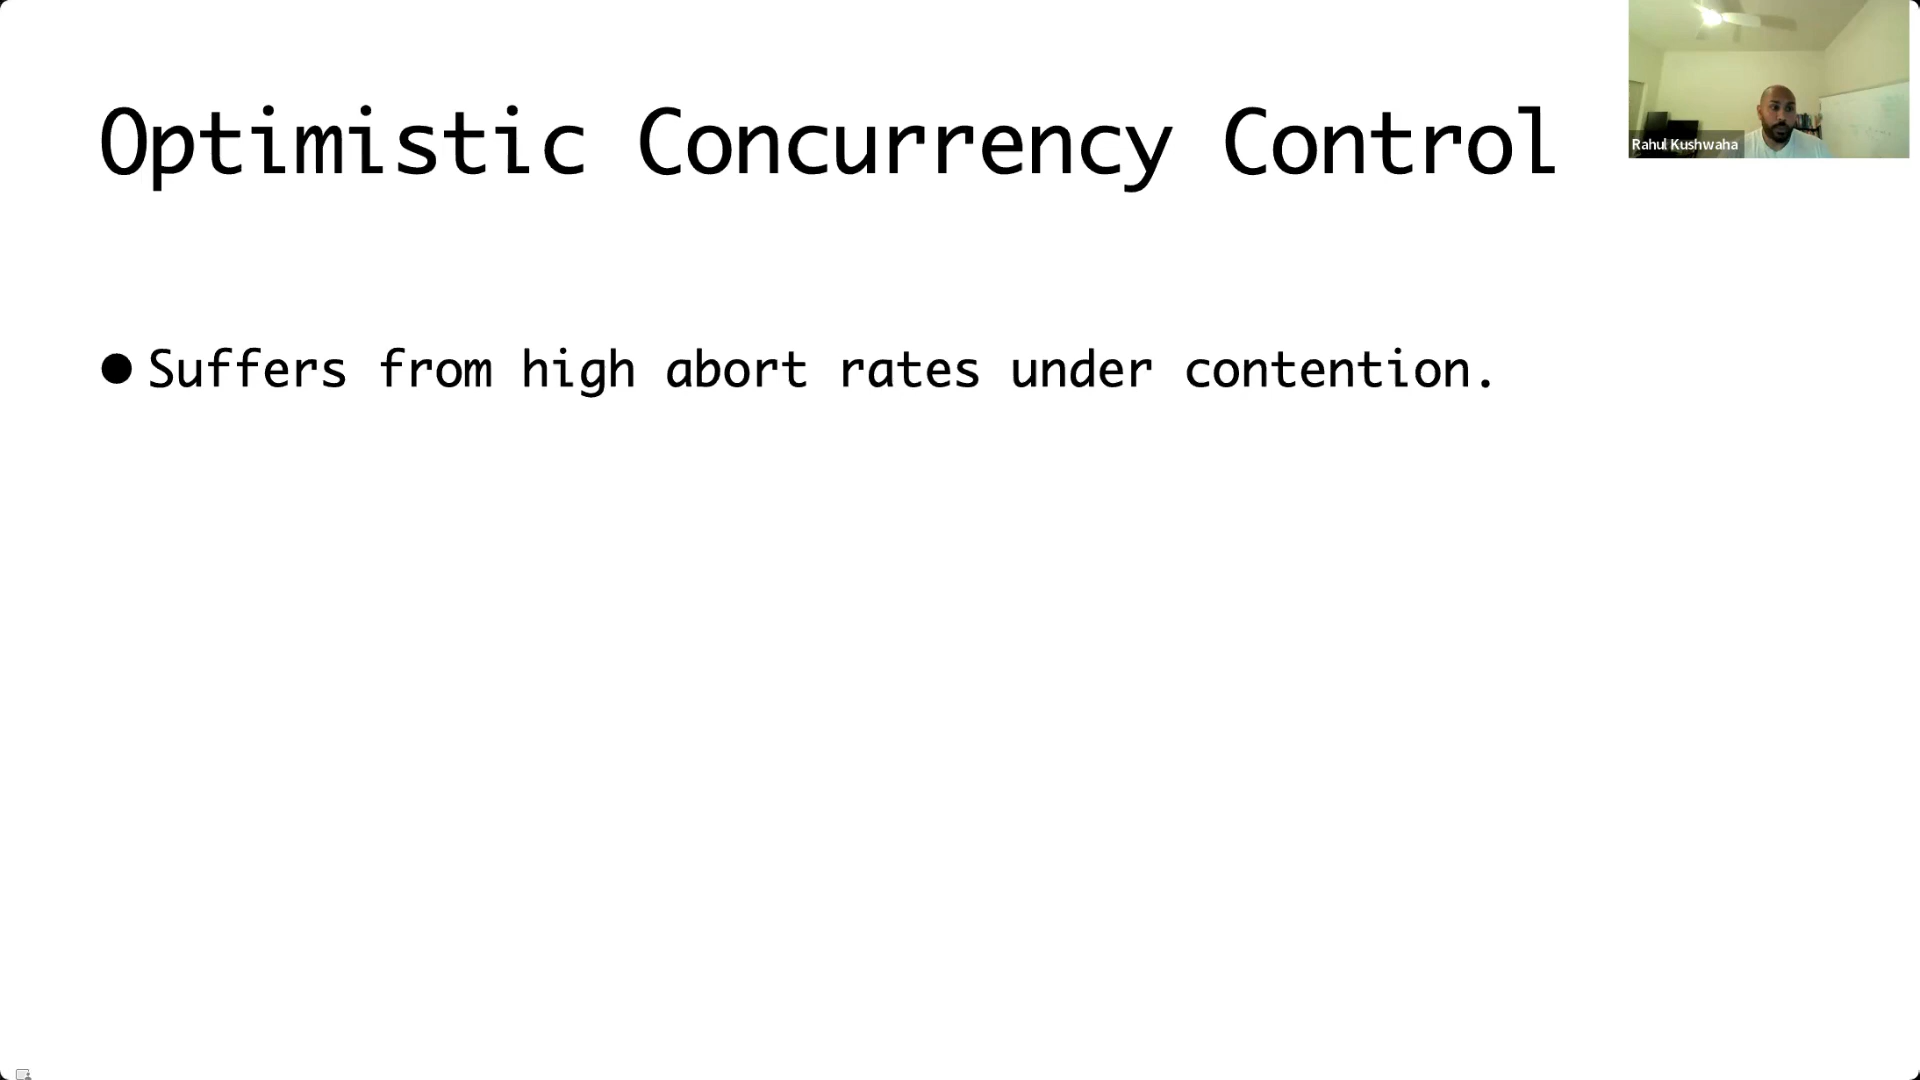 Optimistic Concurrency Control
Rahul Kushwaha
● Suffers from high abort rates under contention.